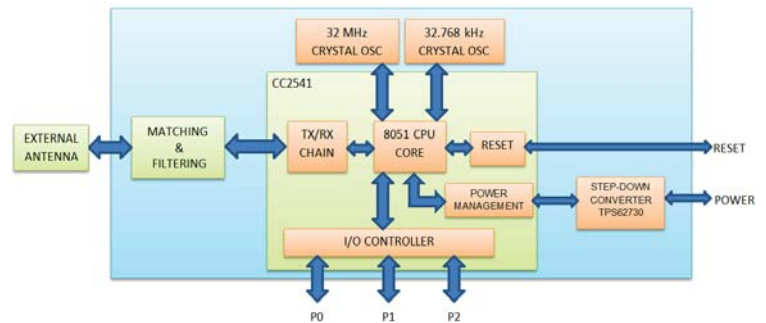 32 MHz
CRYSTAL OSC
32.768 kHz
CRYSTAL OSC
CC2541
EXTERNAL
ANTENNA
MATCHING
&
FILTERING
TX/RX
CHAIN
8051 CPU
CORE
RESET
RESET
POWER
MANAGEMENT
STEP-DOWN
CONVERTER
TPS62730
POWER
I/O CONTROLLER
P0
P1
P2